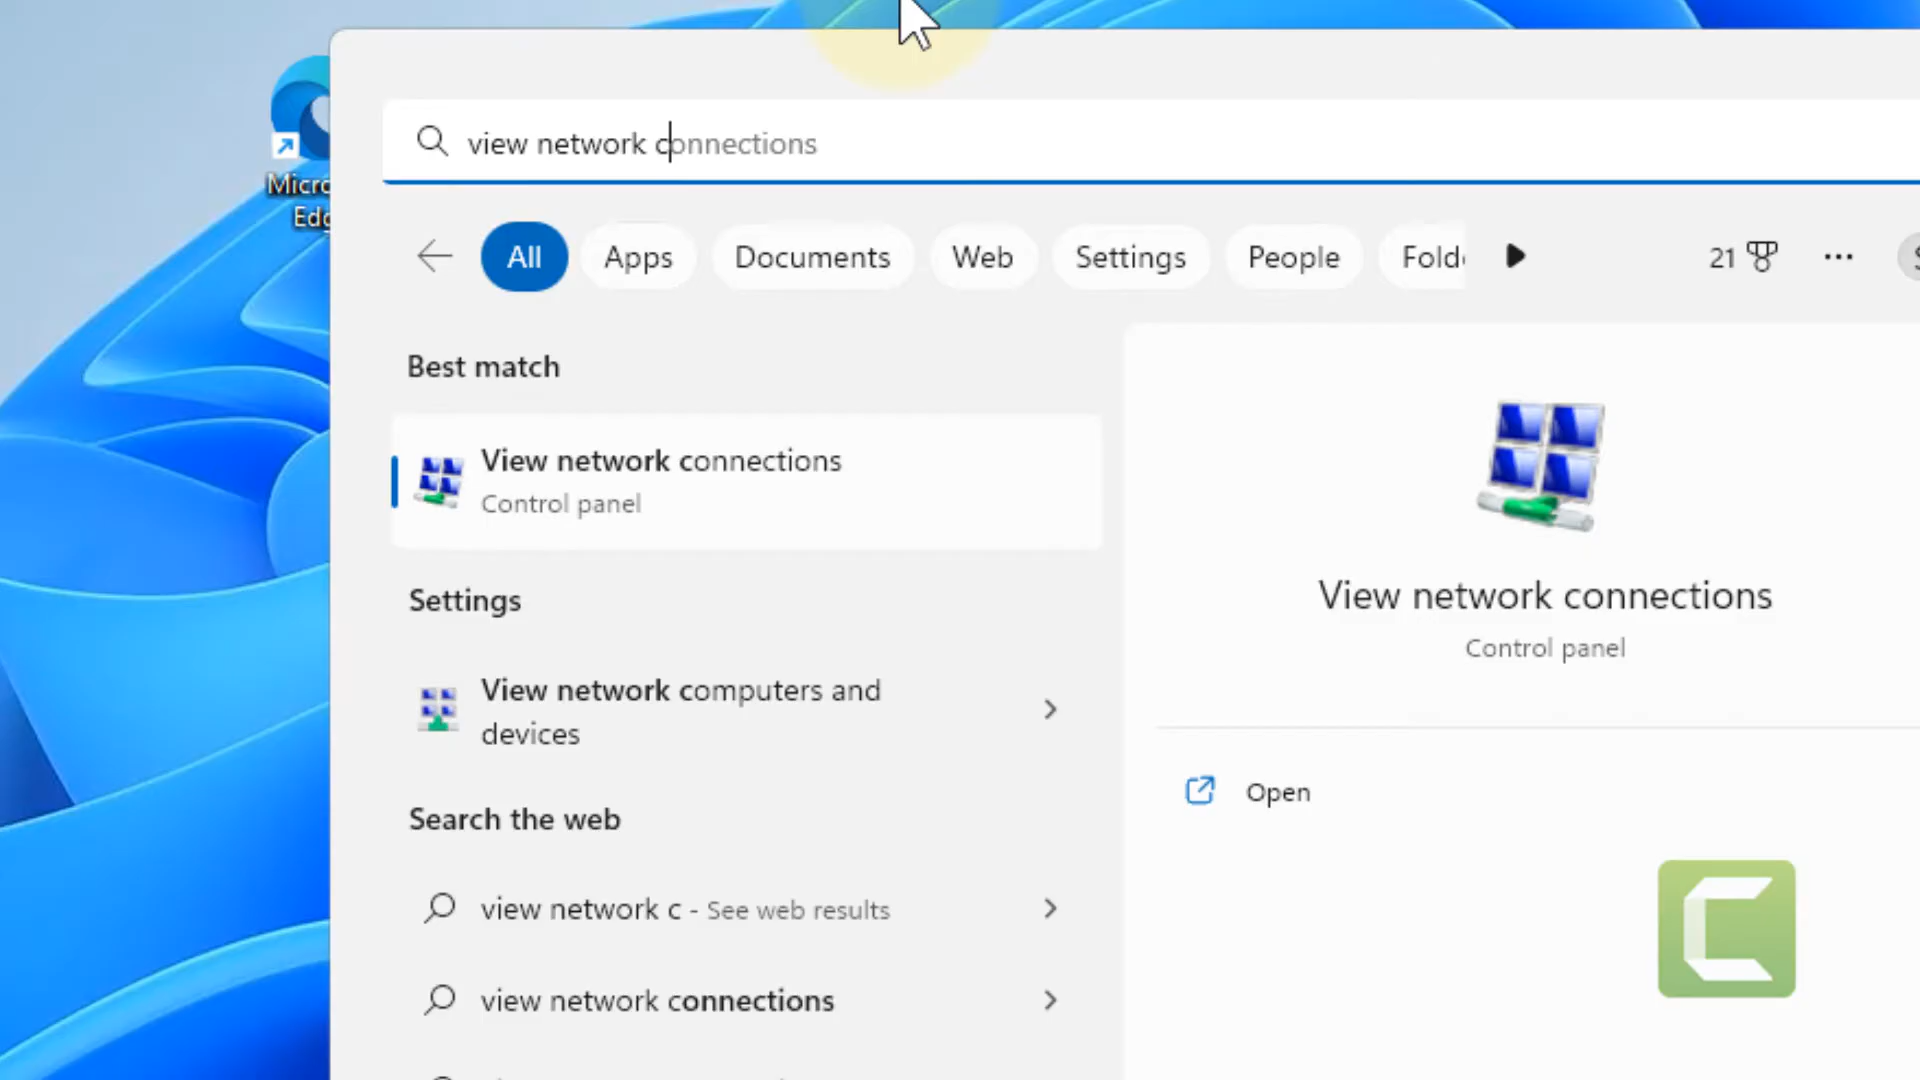 view network connections
All Apps Documents Web Settings People Folde 21
Micro
Edg
Best match
View network connections
Control panel
Settings
View network computers and
devices
Search the web
view network c - See web results
view network connections
View network connections
Control panel
Open